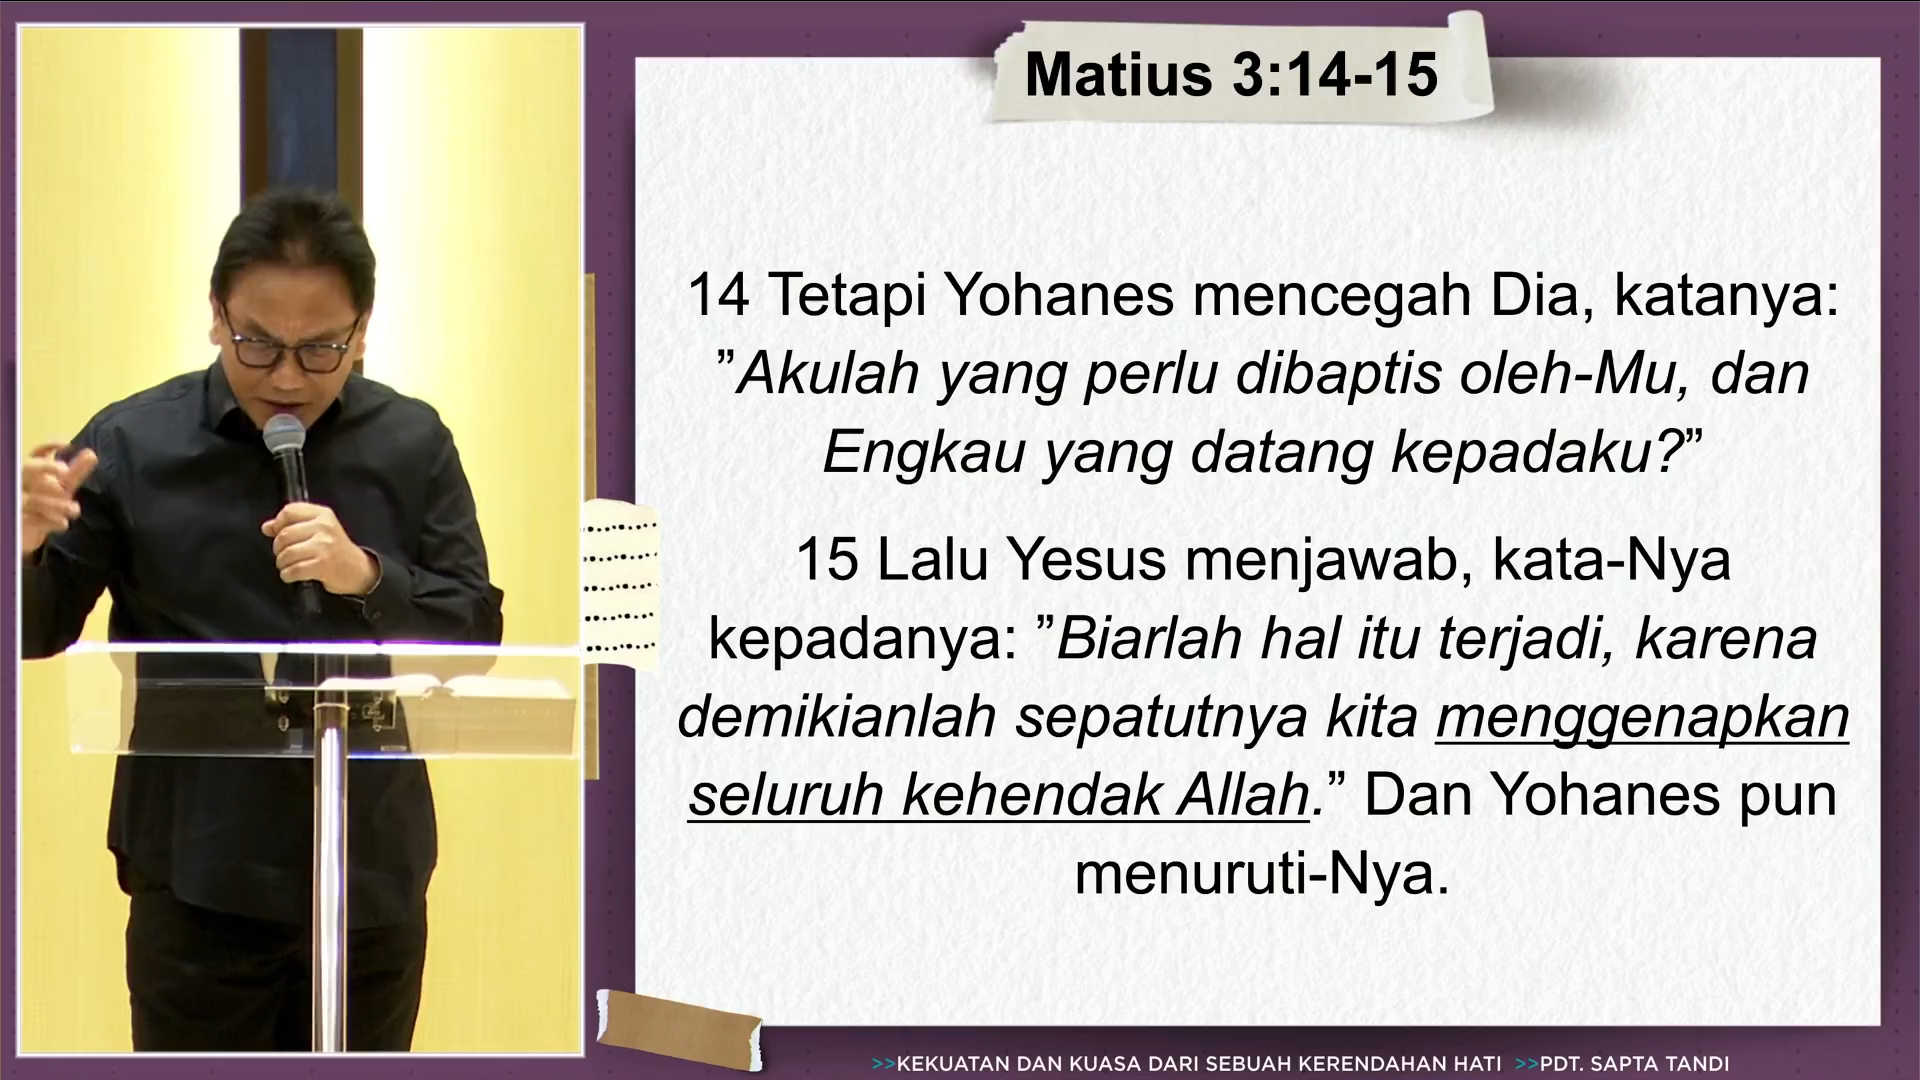 Matius 3:14-15
14 Tetapi Yohanes mencegah Dia, katanya:
”Akulah yang perlu dibaptis oleh-Mu, dan
Engkau yang datang kepadaku?”
15 Lalu Yesus menjawab, kata-Nya
kepadanya: ”Biarlah hal itu terjadi, karena
demikianlah sepatutnya kita menggenapkan
seluruh kehendak Allah.” Dan Yohanes pun
menuruti-Nya.
>>KEKUATAN DAN KUASA DARI SEBUAH KERENDAHAN HATI >>PDT. SAPTA TANDI